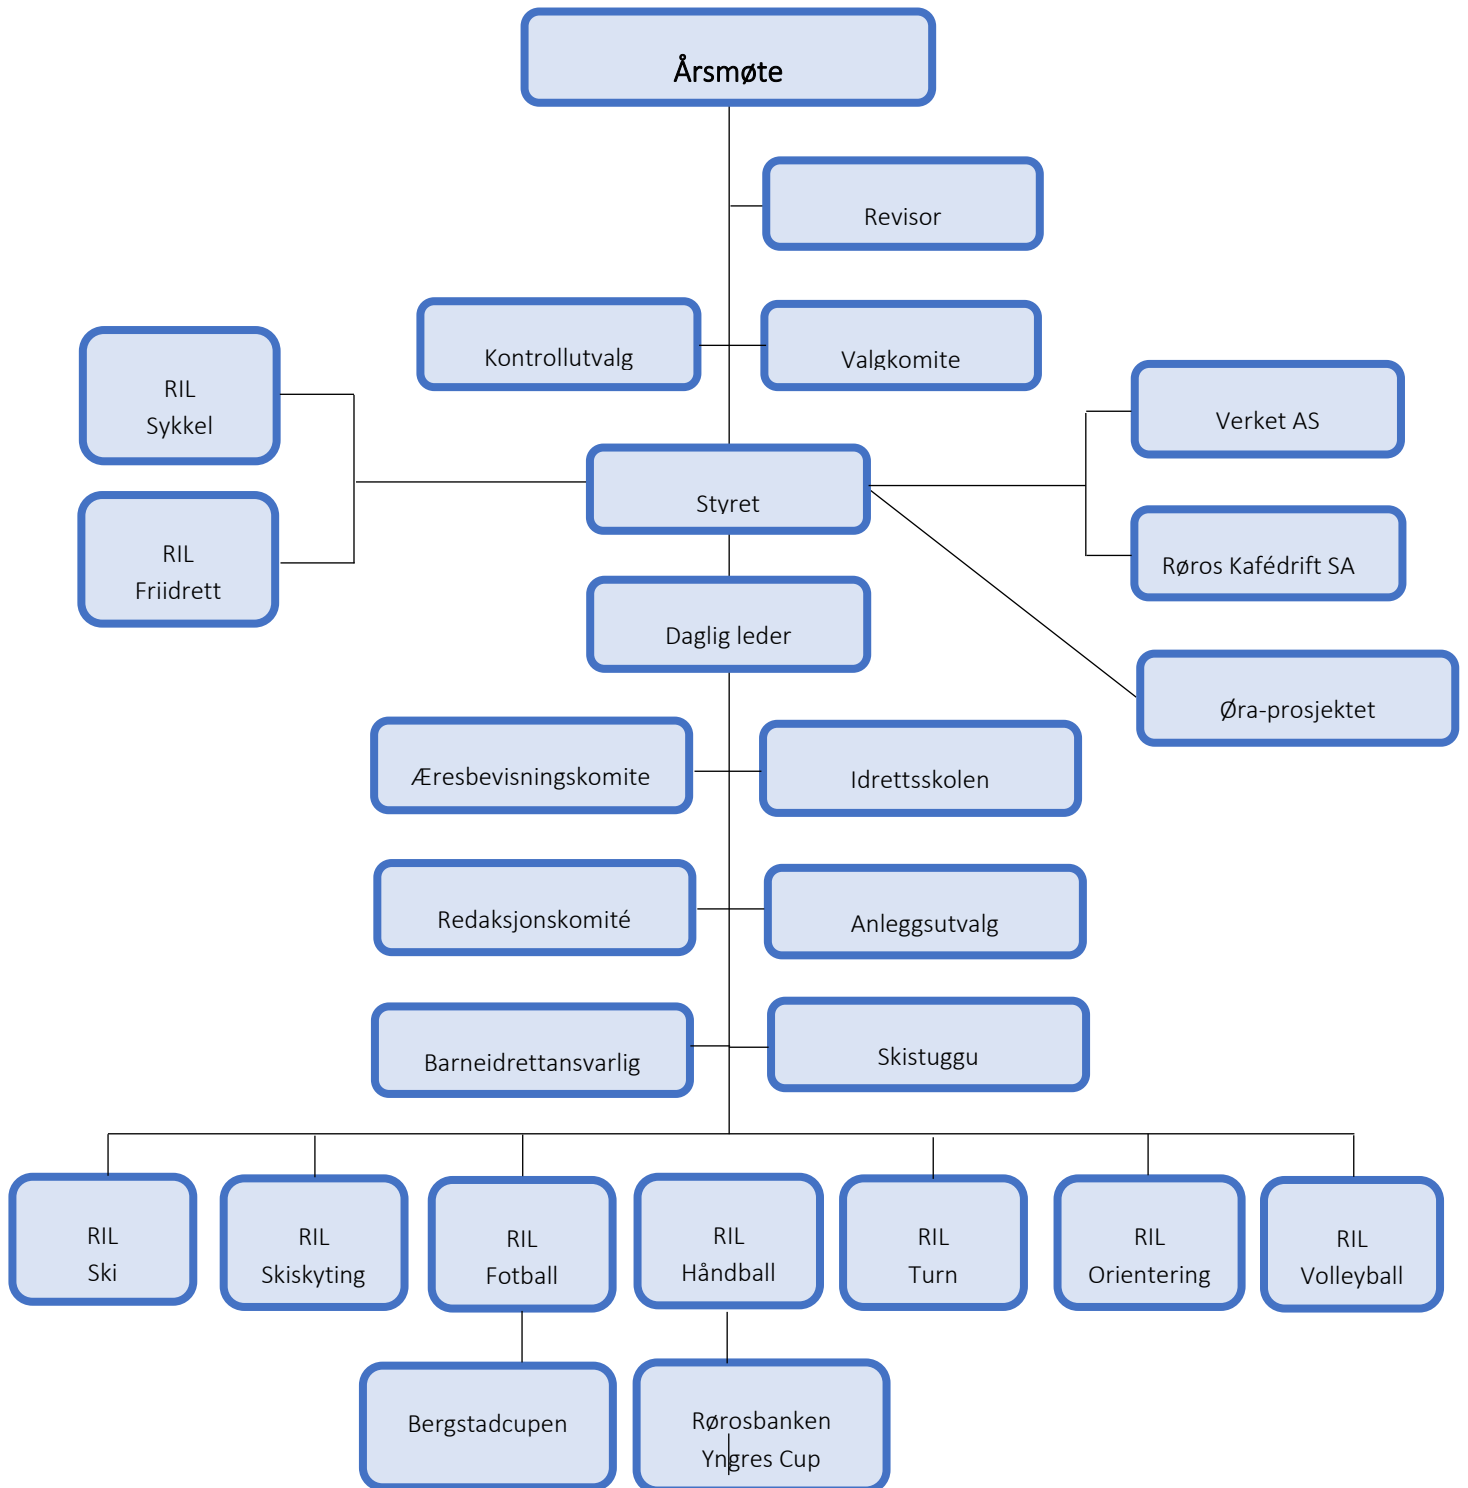 Årsmøte
Revisor
Kontrollutvalg
Valgkomite
RIL
Sykkel
Verket AS
Styret
RIL
Friidrett
Røros Kafédrift SA
Daglig leder
Øra-prosjektet
Æresbevisningskomite
Idrettsskolen
Redaksjonskomité
Anleggsutvalg
Barneidrettansvarlig
Skistuggu
RIL
Ski
RIL
Skiskyting
RIL
Fotball
RIL
Håndball
RIL
Turn
RIL
Orientering
RIL
Volleyball
Bergstadcupen
Rørosbanken
Yngres Cup